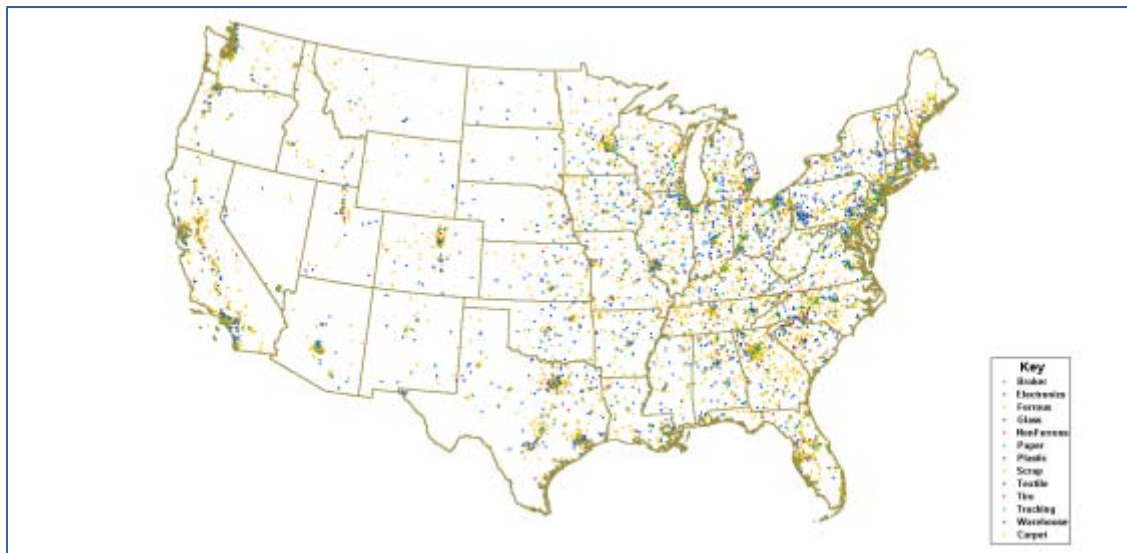 Key
Broker
Electronics
Ferrous
Glass
NonFerrous
Paper
Plastic
Scrap
Textile
Tire
Trucking
Warehouse
Carpet